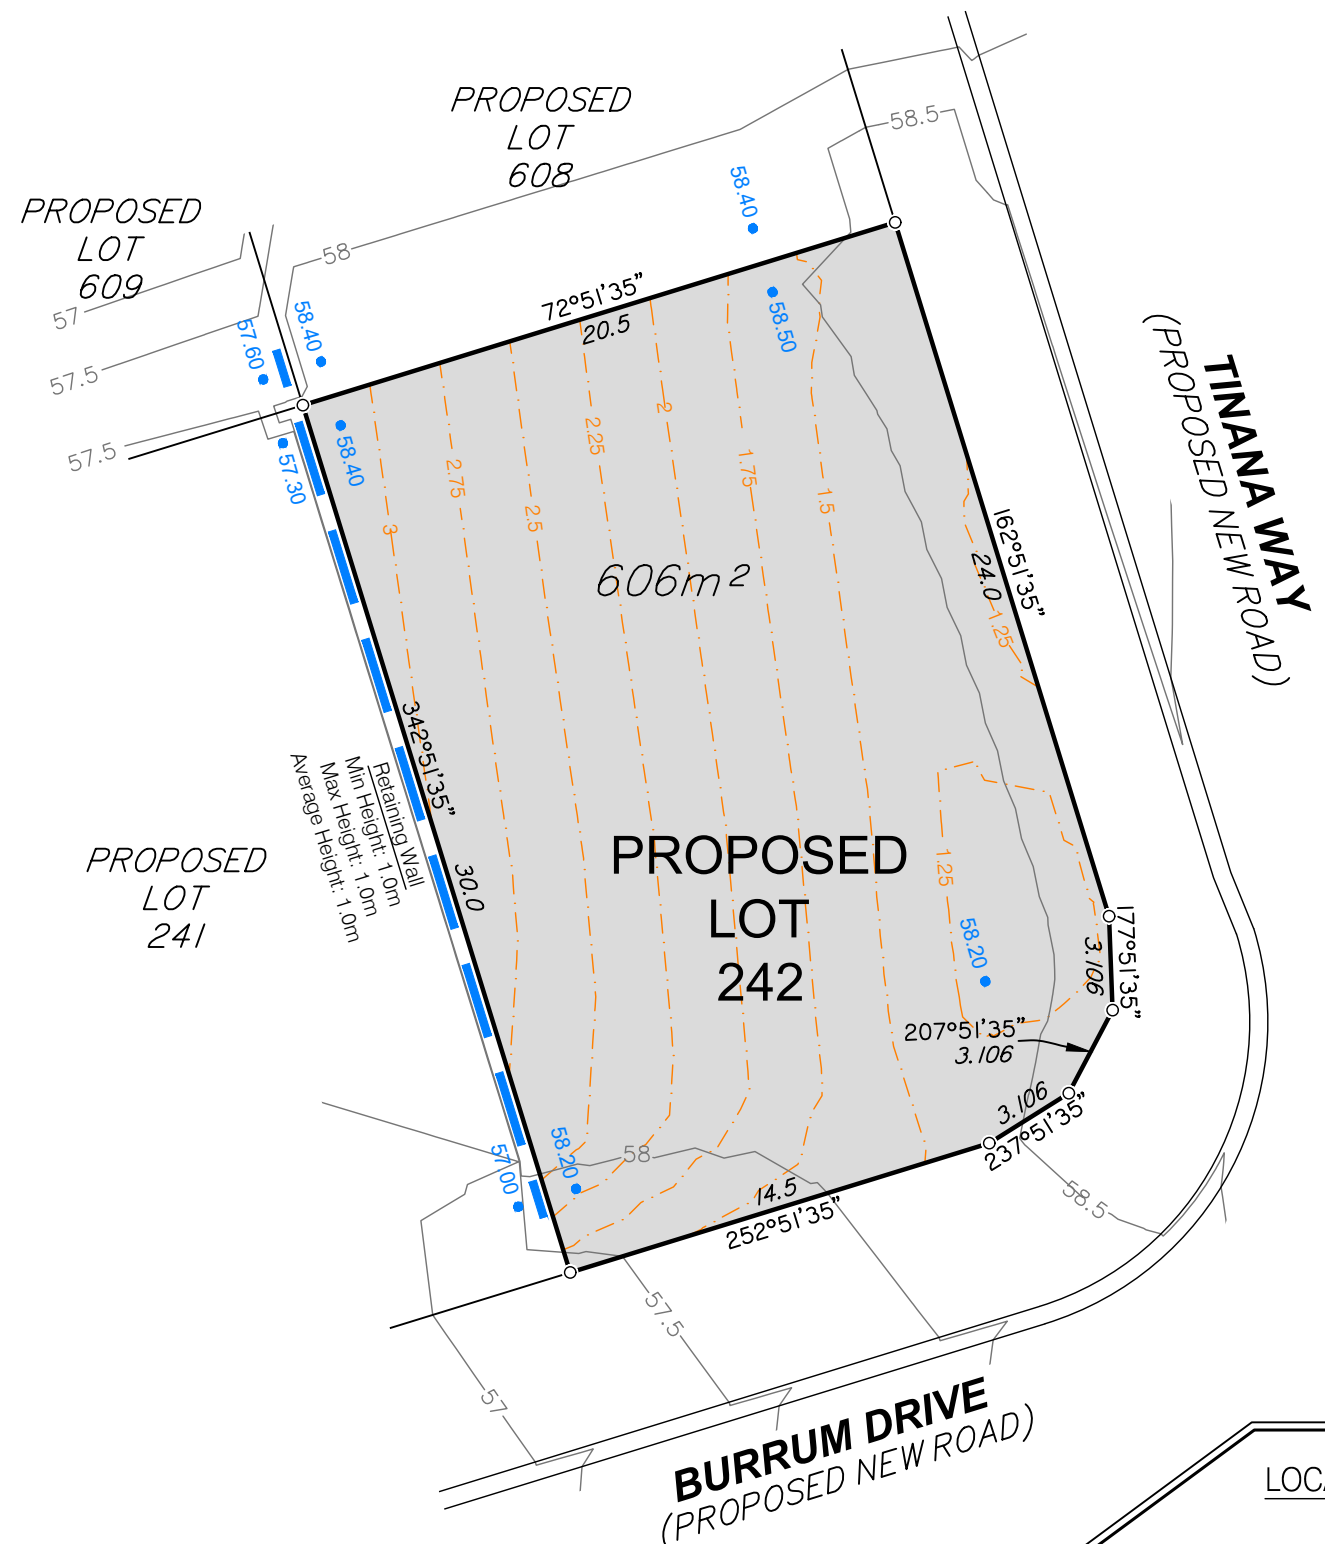 PROPOSED
LOT
608
PROPOSED
LOT
609
58.5
58.40
58
57
57.5
57.5
57.60
58.40
72°51'35"
20.5
58.50
58.40
57.30
3
2.75
2.5
2.25
2
1.75
1.5
1.25
606m²
162°51'35"
24.0
TINANA WAY
(PROPOSED NEW ROAD)
342°51'35"
30.0
Retaining Wall
Min Height: 1.0m
Max Height: 1.0m
Average Height: 1.0m
PROPOSED
LOT
241
PROPOSED
LOT
242
1.25
58.20
177°51'35"
3.106
207°51'35"
3.106
3.106
237°51'35"
58.20
57.00
58
14.5
252°51'35"
58.5
57.5
57
BURRUM DRIVE
(PROPOSED NEW ROAD)